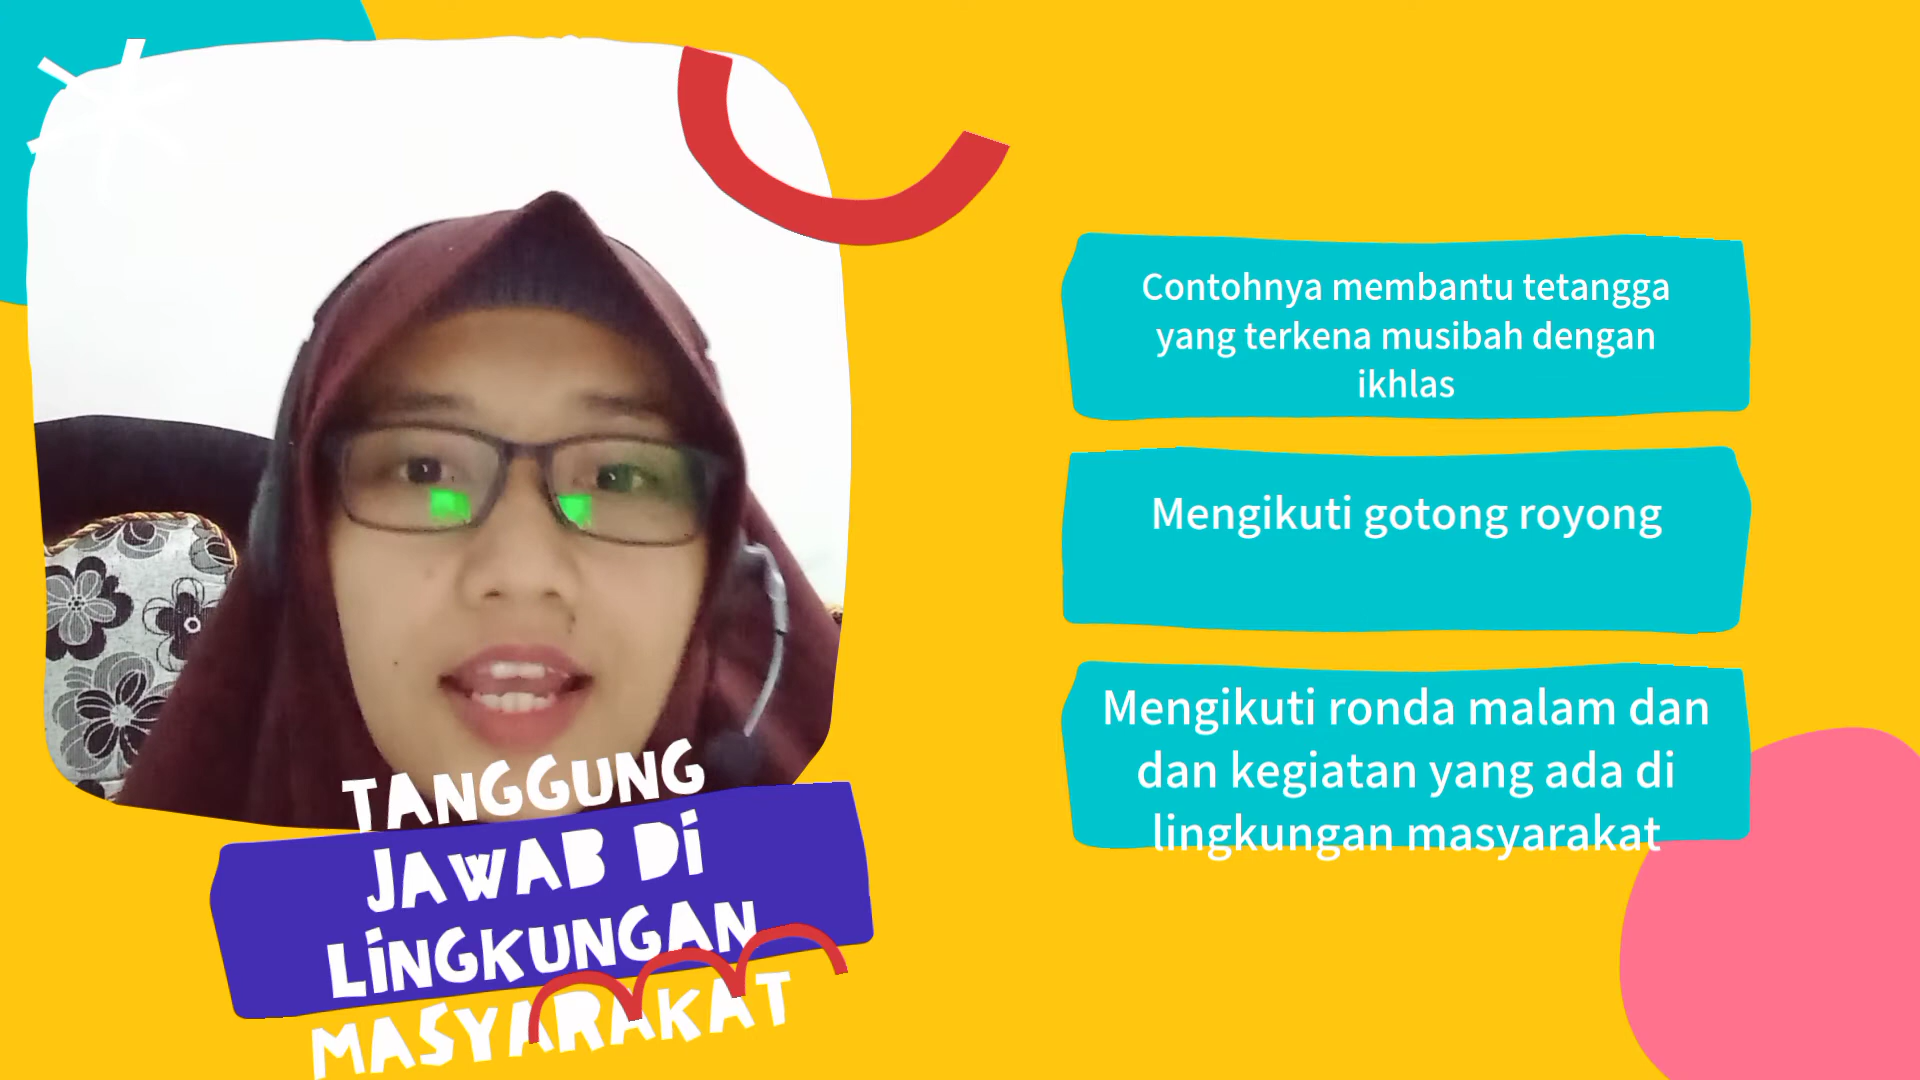 TANGGUNG
JAWAB Di
LiNGKUNGAN
MASYARAKAT
Contohnya membantu tetangga
yang terkena musibah dengan
ikhlas
Mengikuti gotong royong
Mengikuti ronda malam dan
dan kegiatan yang ada di
lingkungan masyarakat